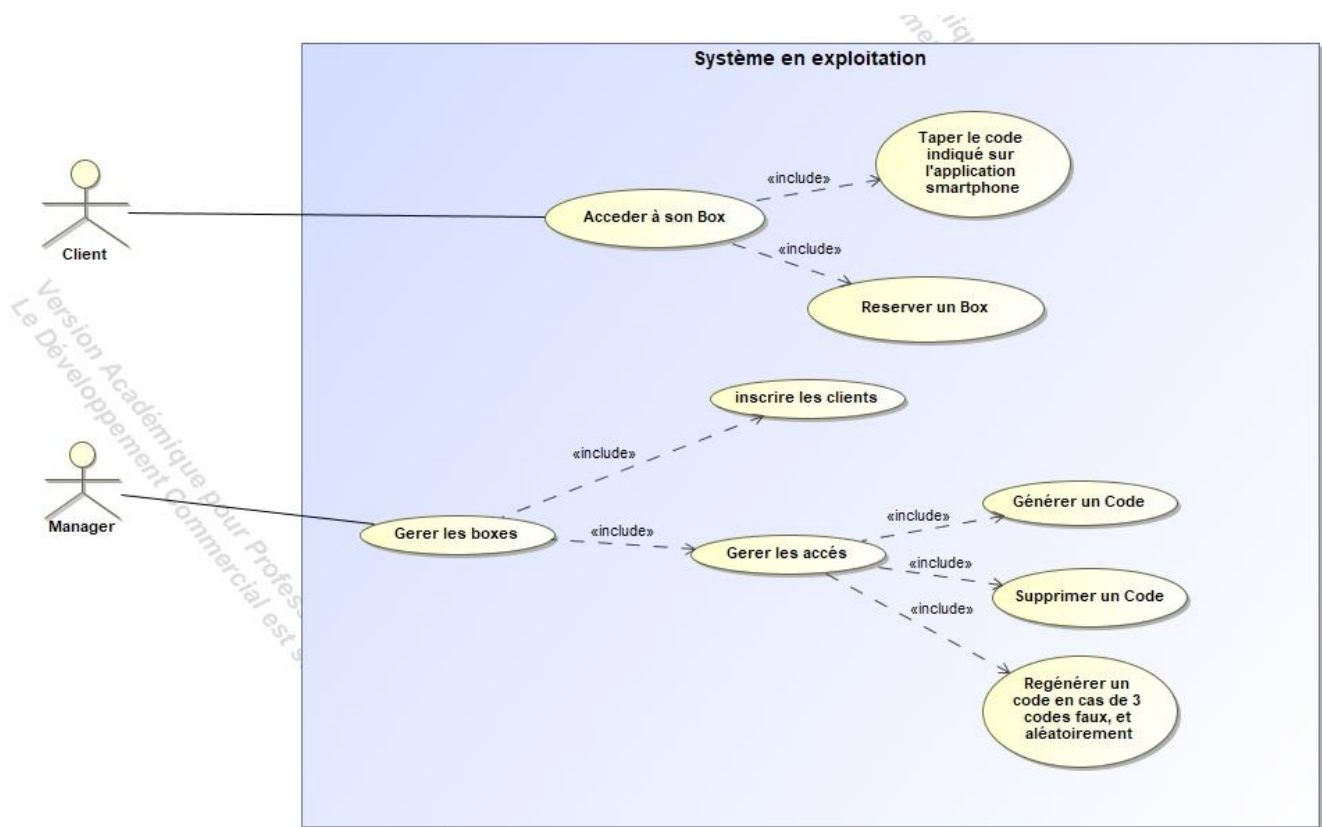 Système en exploitation
Taper le code
indiqué sur
l'application
smartphone
«include»
Acceder à son Box
Client
«include»
Reserver un Box
inscrire les clients
«include»
Manager
Gerer les boxes
«include»
Gerer les accés
«include»
Générer un Code
«include»
Supprimer un Code
«include»
Regénérer un
code en cas de 3
codes faux, et
aléatoirement
Version Académique pour
Le Développement Commercial est